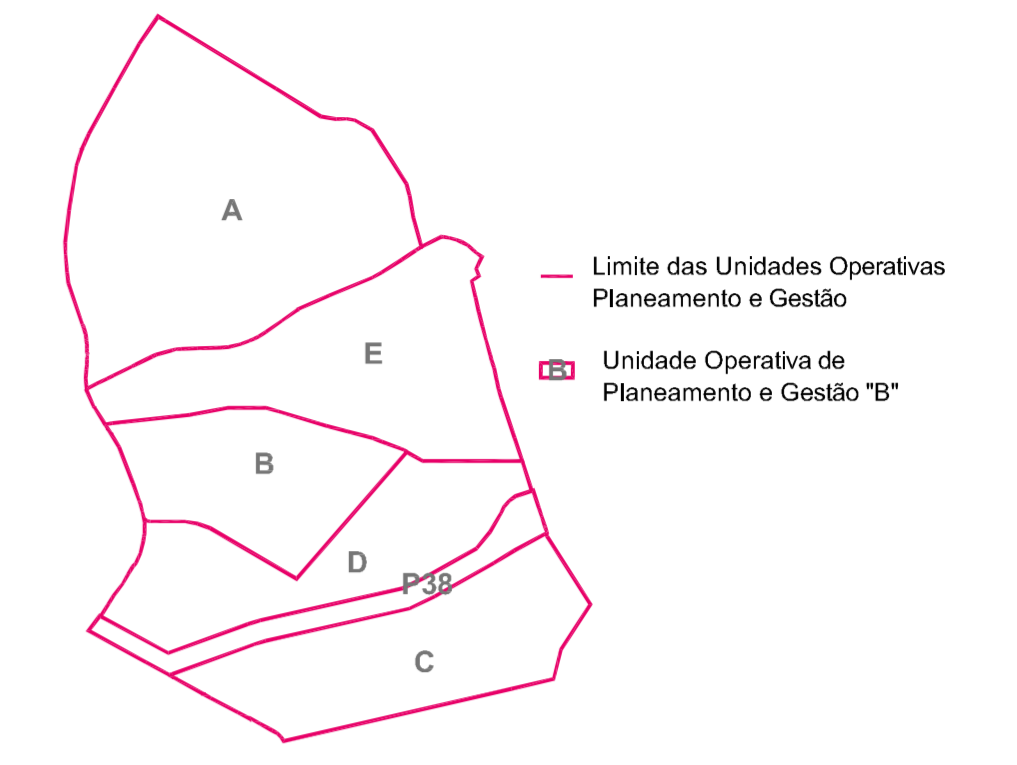 A
Limite das Unidades Operativas
Planeamento e Gestão
E
B
Unidade Operativa de
Planeamento e Gestão "B"
B
D
P38
C